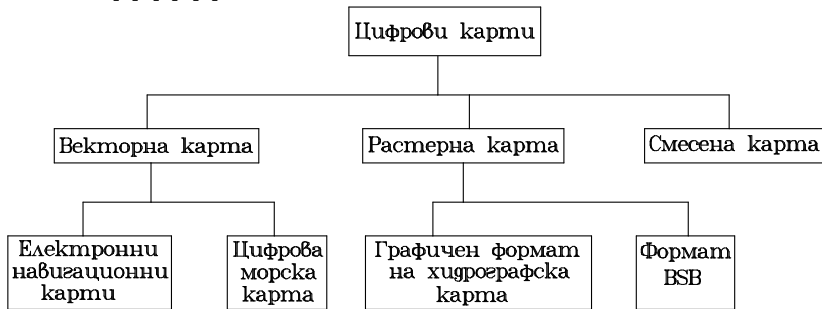 Цифрови карти
Векторна карта
Растерна карта
Смесена карта
Електронни
навигационни
карти
Цифрова
морска
карта
Графичен формат
на хидрографска
карта
Формат
BSB